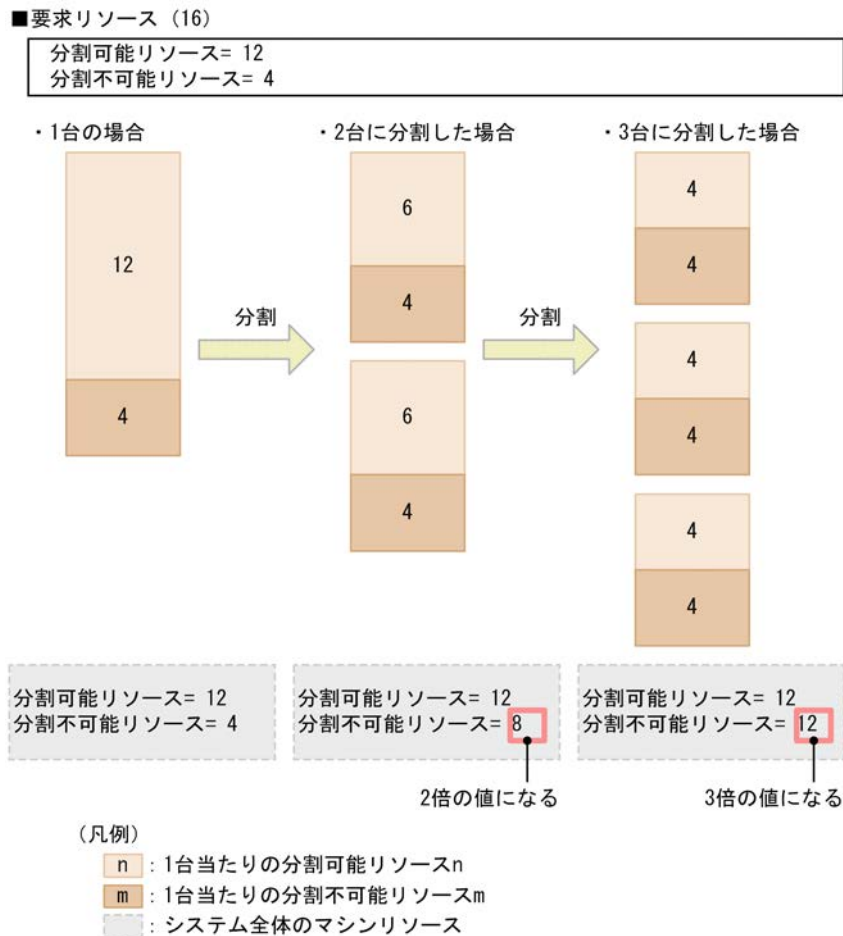 ■要求リソース（16）
分割可能リソース= 12
分割不可能リソース= 4
・1台の場合
・2台に分割した場合
・3台に分割した場合
12
4
分割
6
4
6
4
分割
4
4
4
4
4
4
分割可能リソース= 12
分割不可能リソース= 4
分割可能リソース= 12
分割不可能リソース= 8
分割可能リソース= 12
分割不可能リソース= 12
2倍の値になる
3倍の値になる
（凡例）
n：1台当たりの分割可能リソースn
m：1台当たりの分割不可能リソースm
：システム全体のマシンリソース